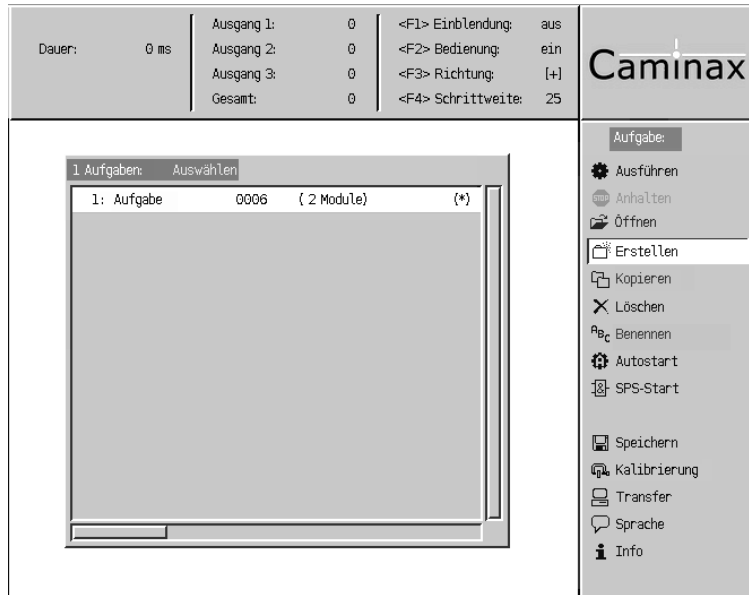 Dauer: 0 ms
Ausgang 1: 0
Ausgang 2: 0
Ausgang 3: 0
Gesamt: 0
<F1> Einblendung: aus
<F2> Bedienung: ein
<F3> Richtung: [+]
<F4> Schrittweite: 25
Caminax
1 Aufgaben: Auswählen
1: Aufgabe 0006 ( 2 Module) (*)
Aufgabe:
Ausführen
STOP Anhalten
Öffnen
Erstellen
Kopieren
Löschen
ABC Benennen
Autostart
SPS-Start
Speichern
Kalibrierung
Transfer
Sprache
Info